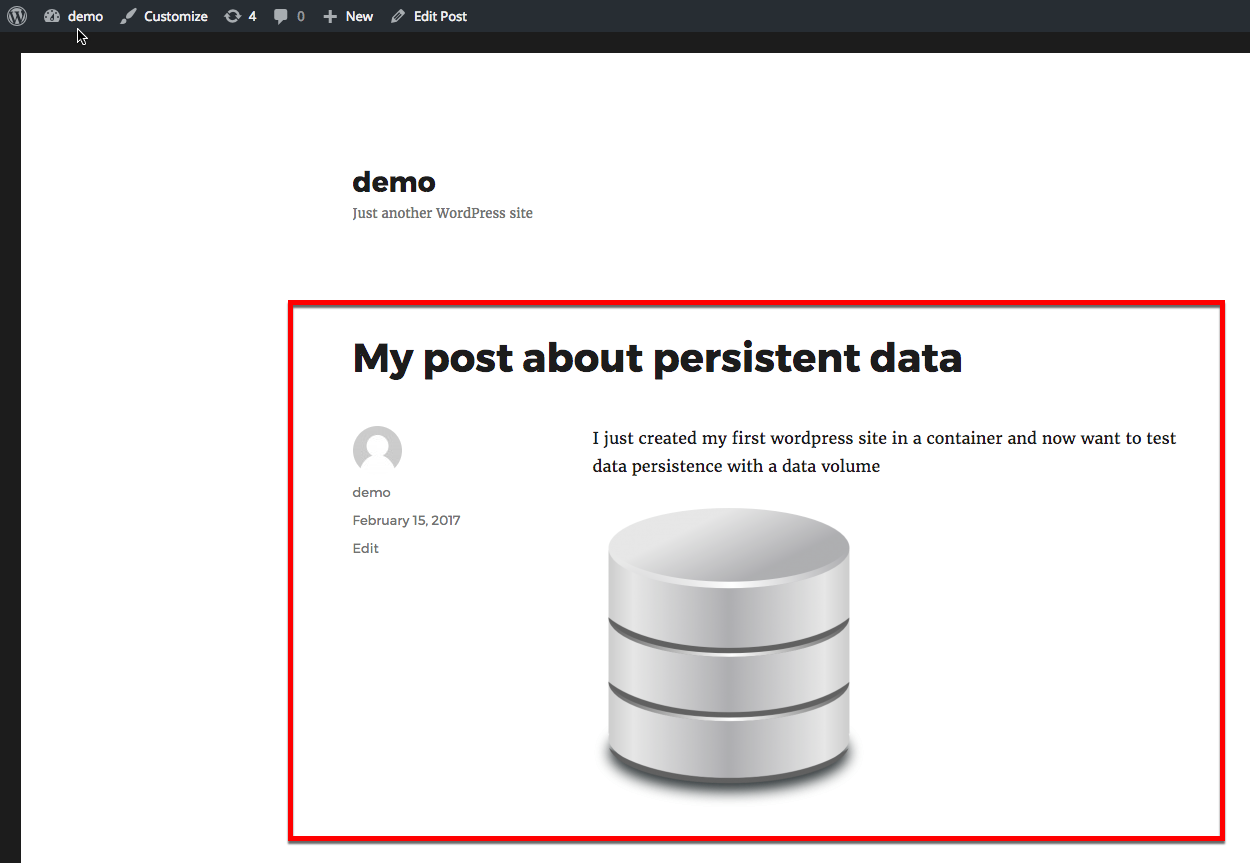 demo Customize 4 0 New Edit Post
demo
Just another WordPress site
My post about persistent data
I just created my first wordpress site in a container and now want to test
data persistence with a data volume
demo
February 15, 2017
Edit